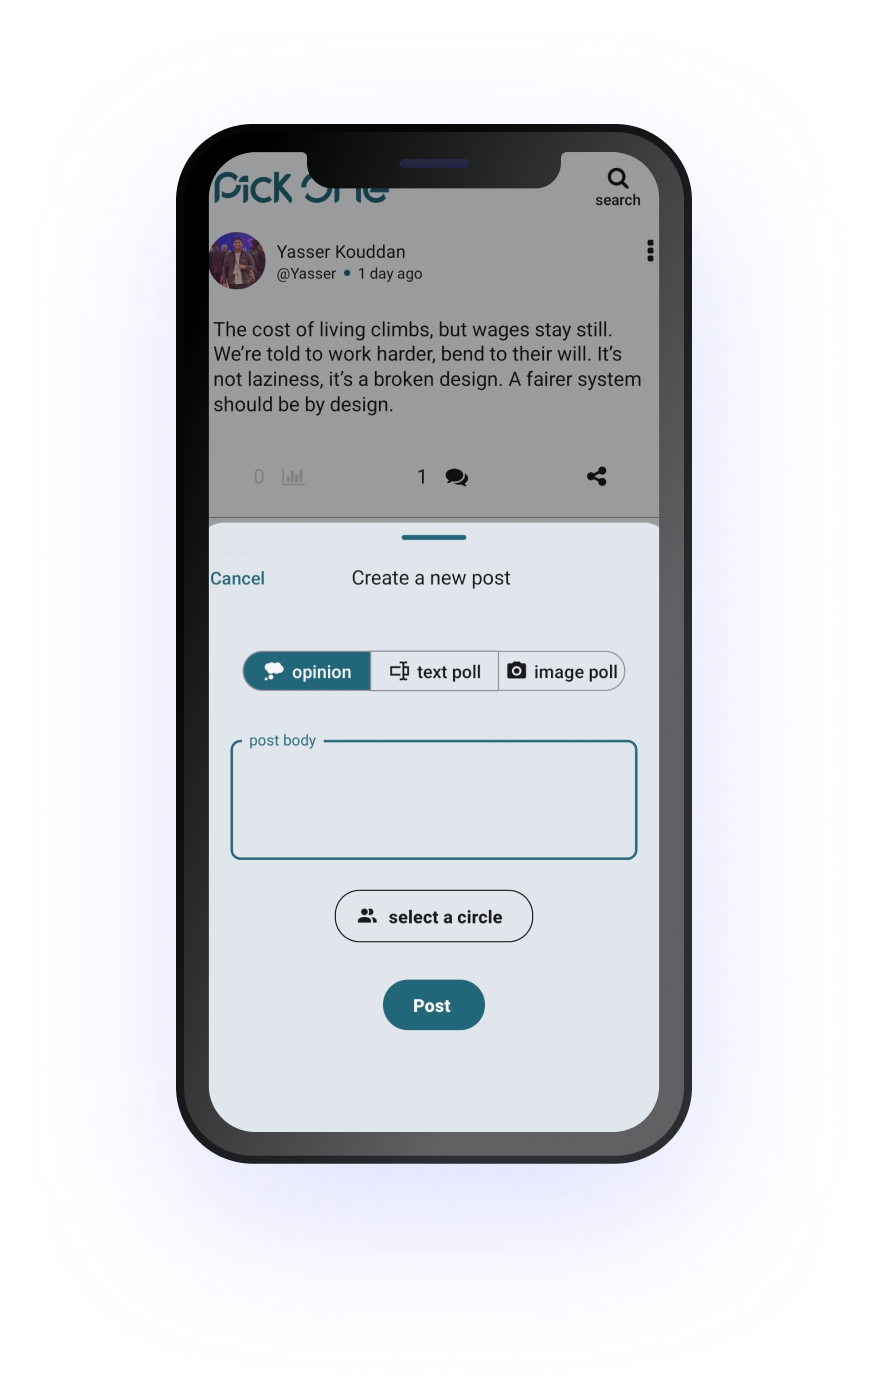 Pick One
search
Yasser Kouddan
@Yasser • 1 day ago
The cost of living climbs, but wages stay still.
We’re told to work harder, bend to their will. It’s
not laziness, it’s a broken design. A fairer system
should be by design.
0
1
Cancel
Create a new post
opinion
text poll
image poll
post body
select a circle
Post